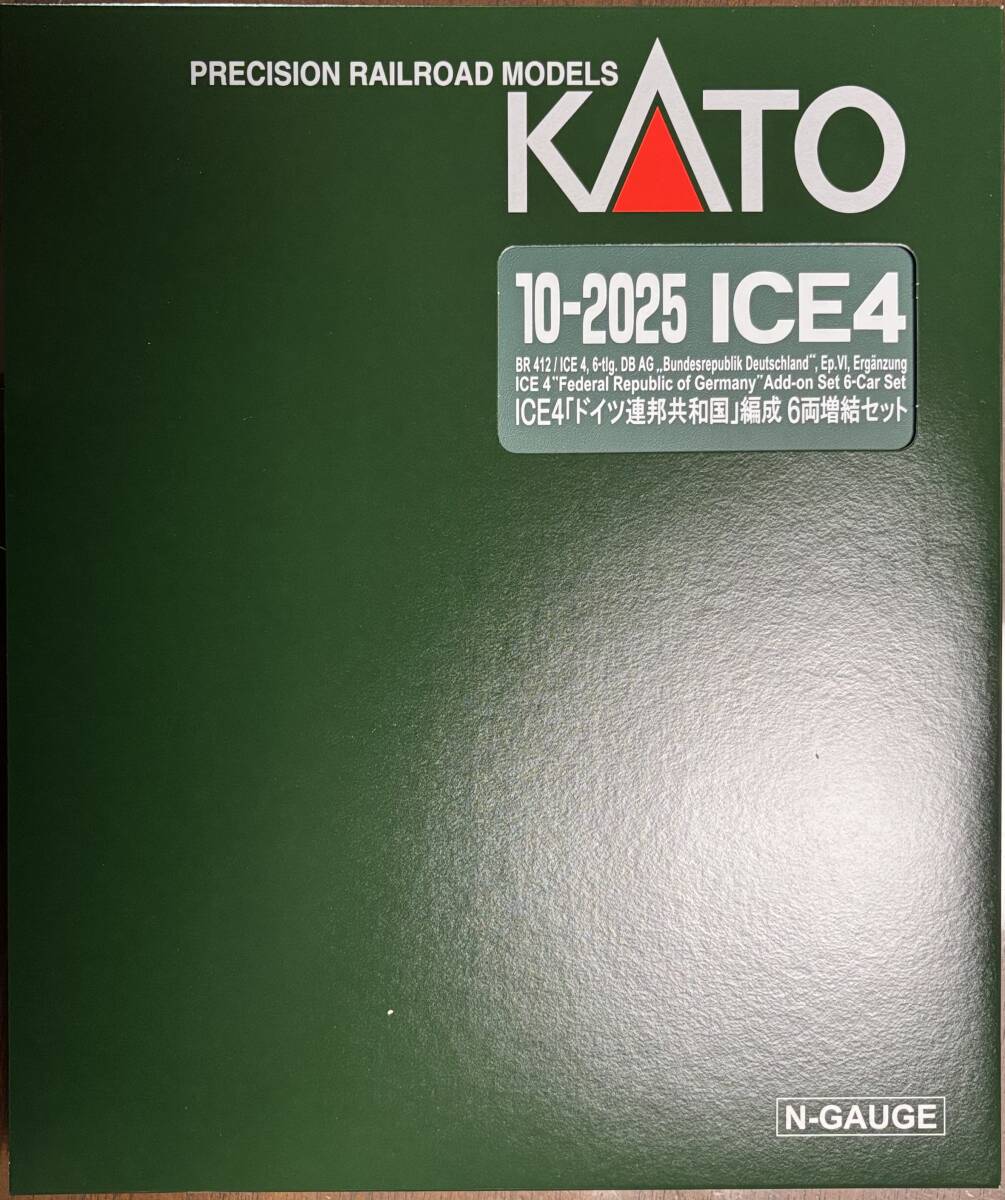 PRECISION RAILROAD MODELS
KATO
10-2025 ICE4
BR 412 / ICE 4, 6-tlg. DB AG „Bundesrepublik Deutschland“, Ep.VI, Ergänzung
ICE 4"Federal Republic of Germany"Add-on Set 6-Car Set
ICE4「ドイツ連邦共和国」編成 6両増結セット
N-GAUGE